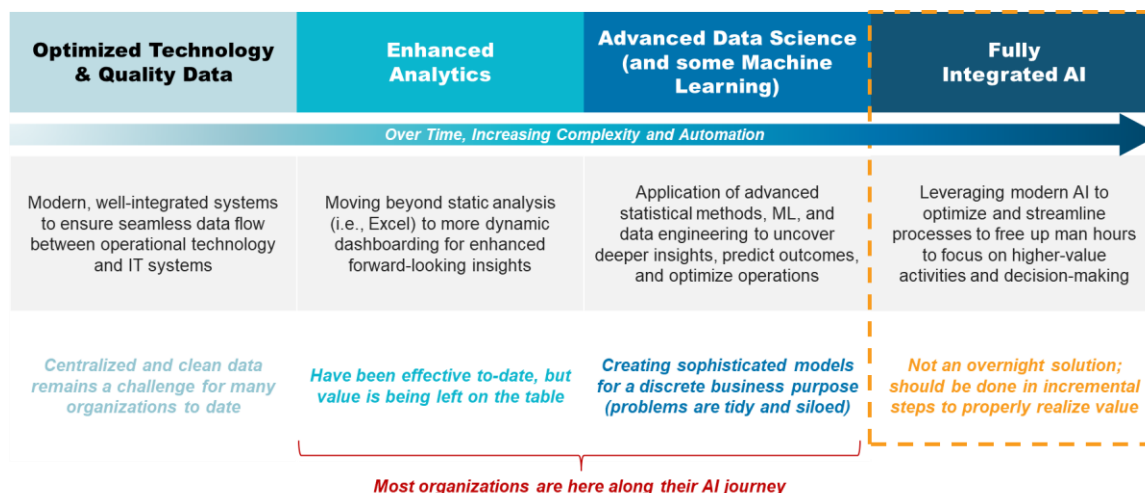 Optimized Technology
& Quality Data
Enhanced
Analytics
Advanced Data Science
(and some Machine
Learning)
Fully
Integrated AI
Over Time, Increasing Complexity and Automation
Modern, well-integrated systems
to ensure seamless data flow
between operational technology
and IT systems
Moving beyond static analysis
(i.e., Excel) to more dynamic
dashboarding for enhanced
forward-looking insights
Application of advanced
statistical methods, ML, and
data engineering to uncover
deeper insights, predict outcomes,
and optimize operations
Leveraging modern AI to
optimize and streamline
processes to free up man hours
to focus on higher-value
activities and decision-making
Centralized and clean data
remains a challenge for many
organizations to date
Have been effective to-date, but
value is being left on the table
Creating sophisticated models
for a discrete business purpose
(problems are tidy and siloed)
Not an overnight solution;
should be done in incremental
steps to properly realize value
Most organizations are here along their AI journey